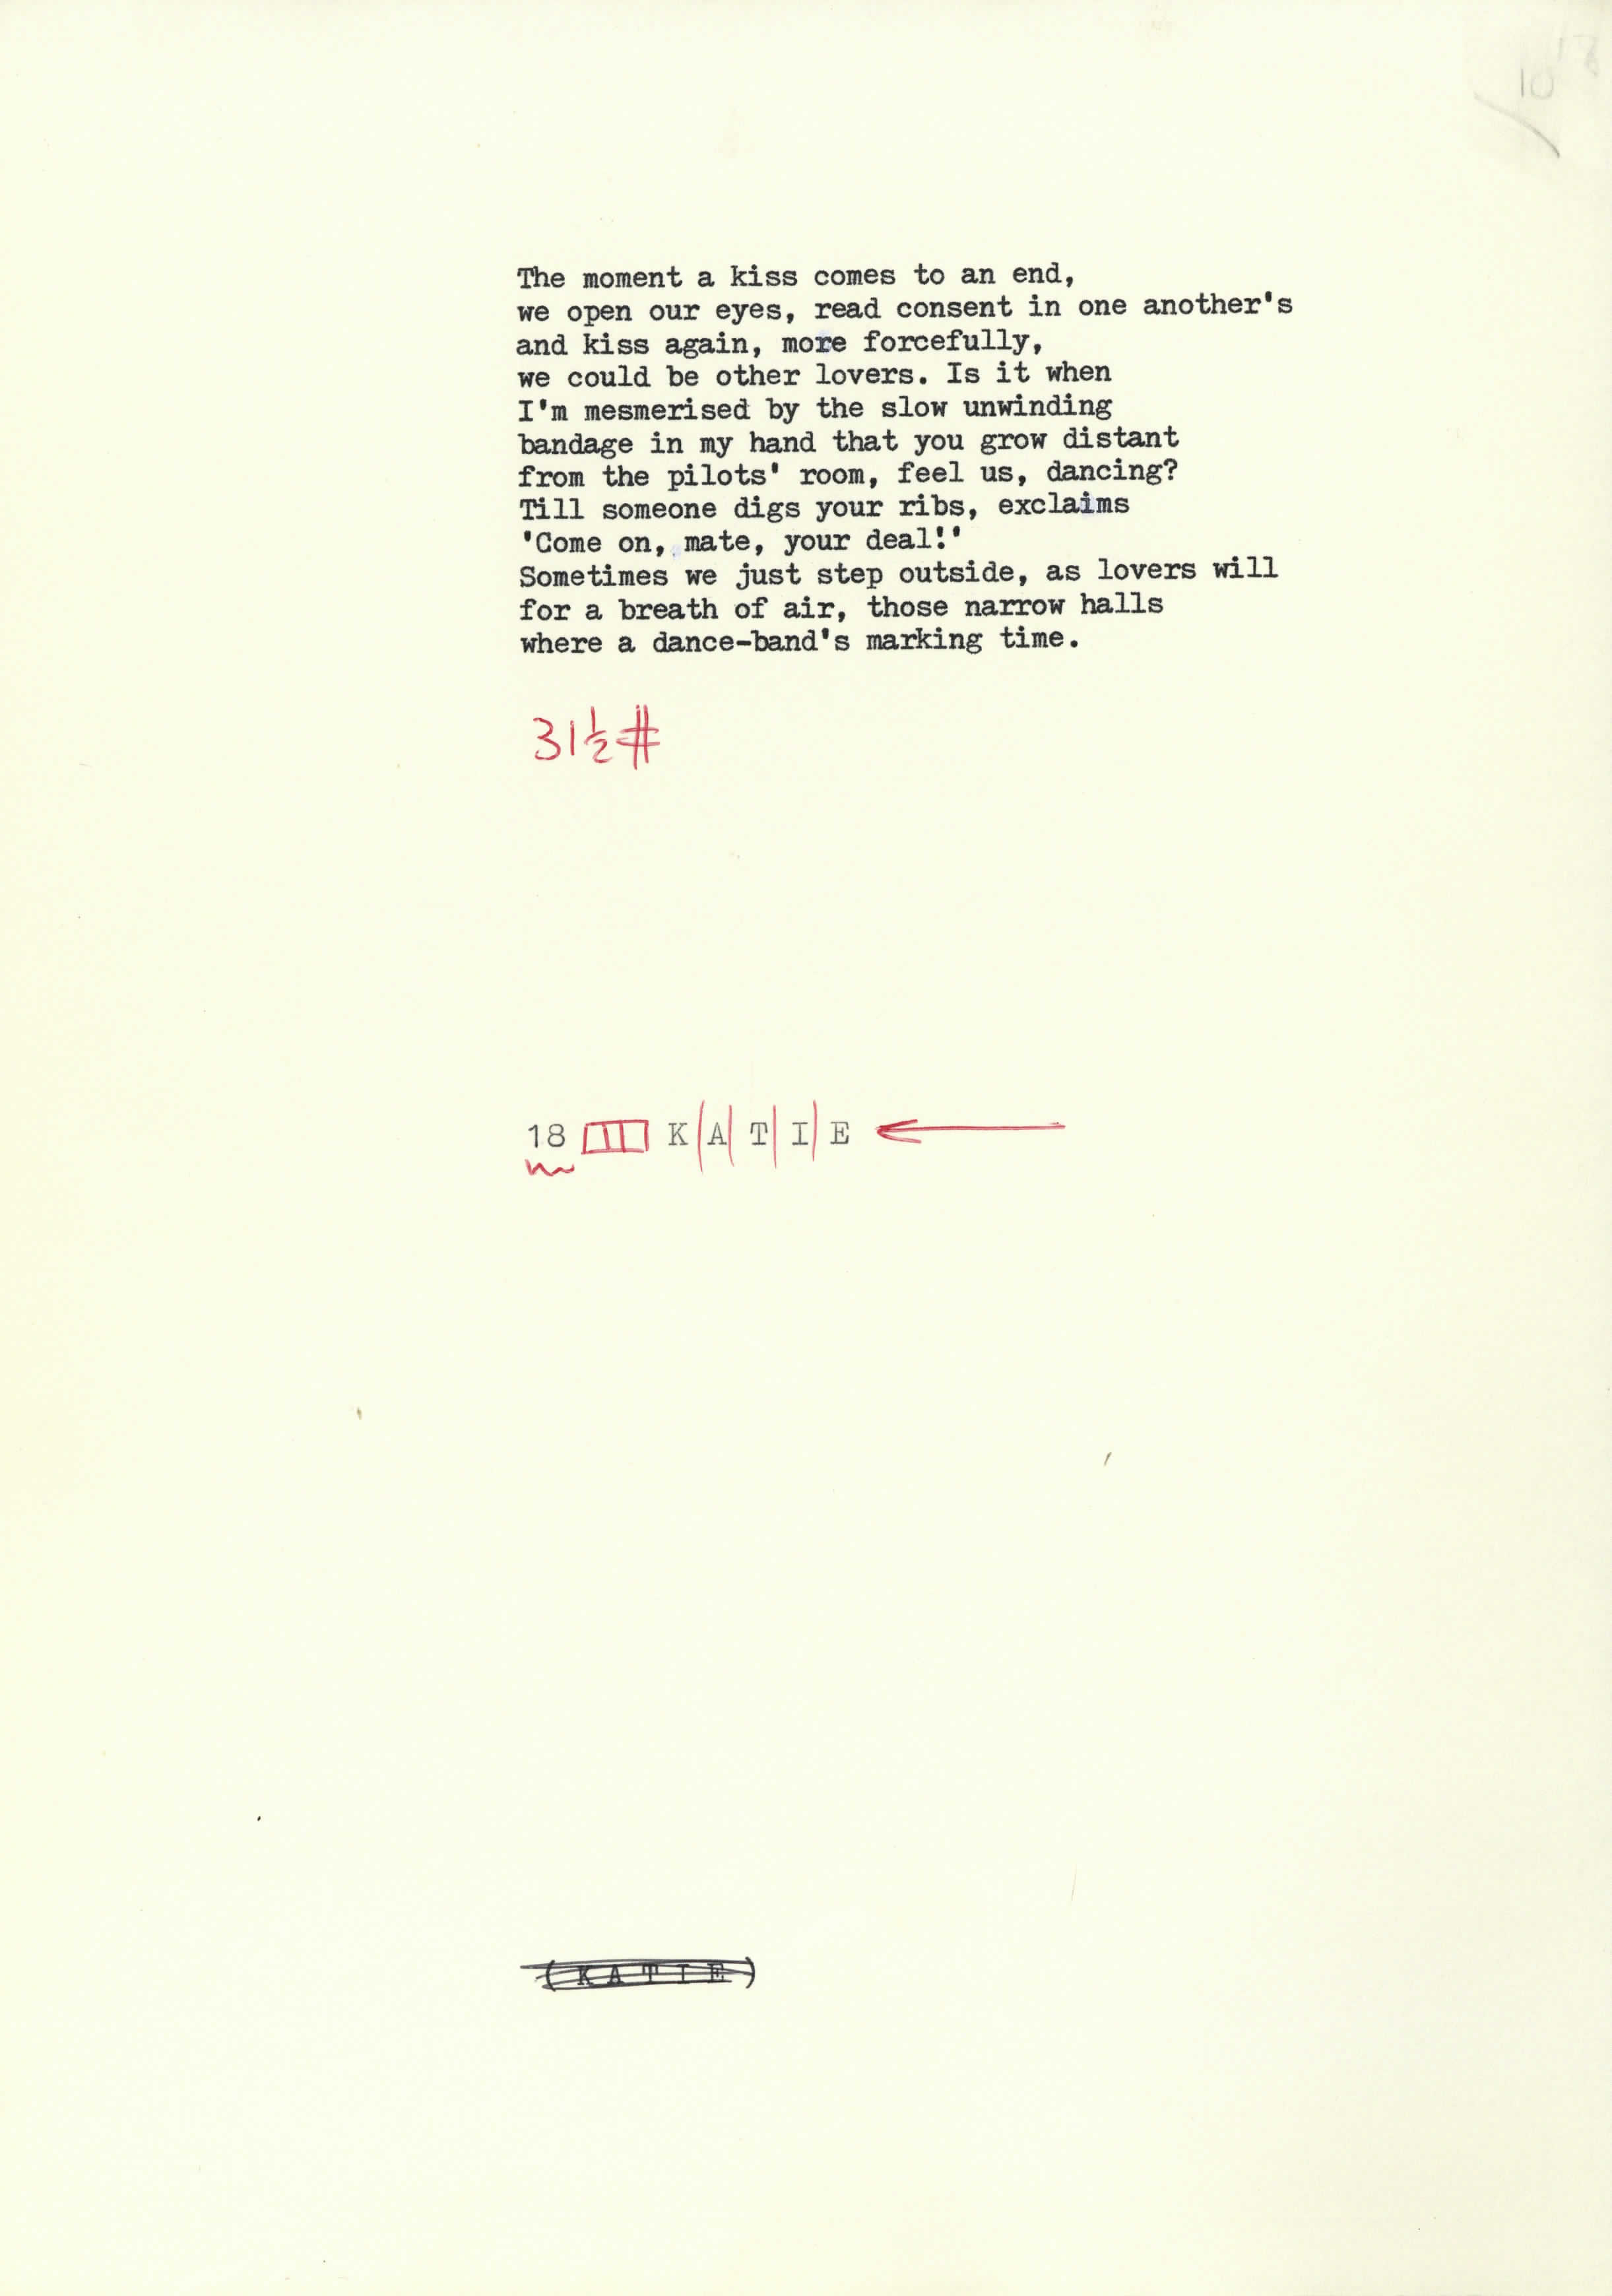 10
The moment a kiss comes to an end,
we open our eyes, read consent in one another's
and kiss again, more forcefully,
we could be other lovers. Is it when
I'm mesmerised by the slow unwinding
bandage in my hand that you grow distant
from the pilots' room, feel us, dancing?
Till someone digs your ribs, exclaims
'Come on, mate, your deal!'
Sometimes we just step outside, as lovers will
for a breath of air, those narrow halls
where a dance-band's marking time.
31½#
18 K A T I E
(K A T I E)